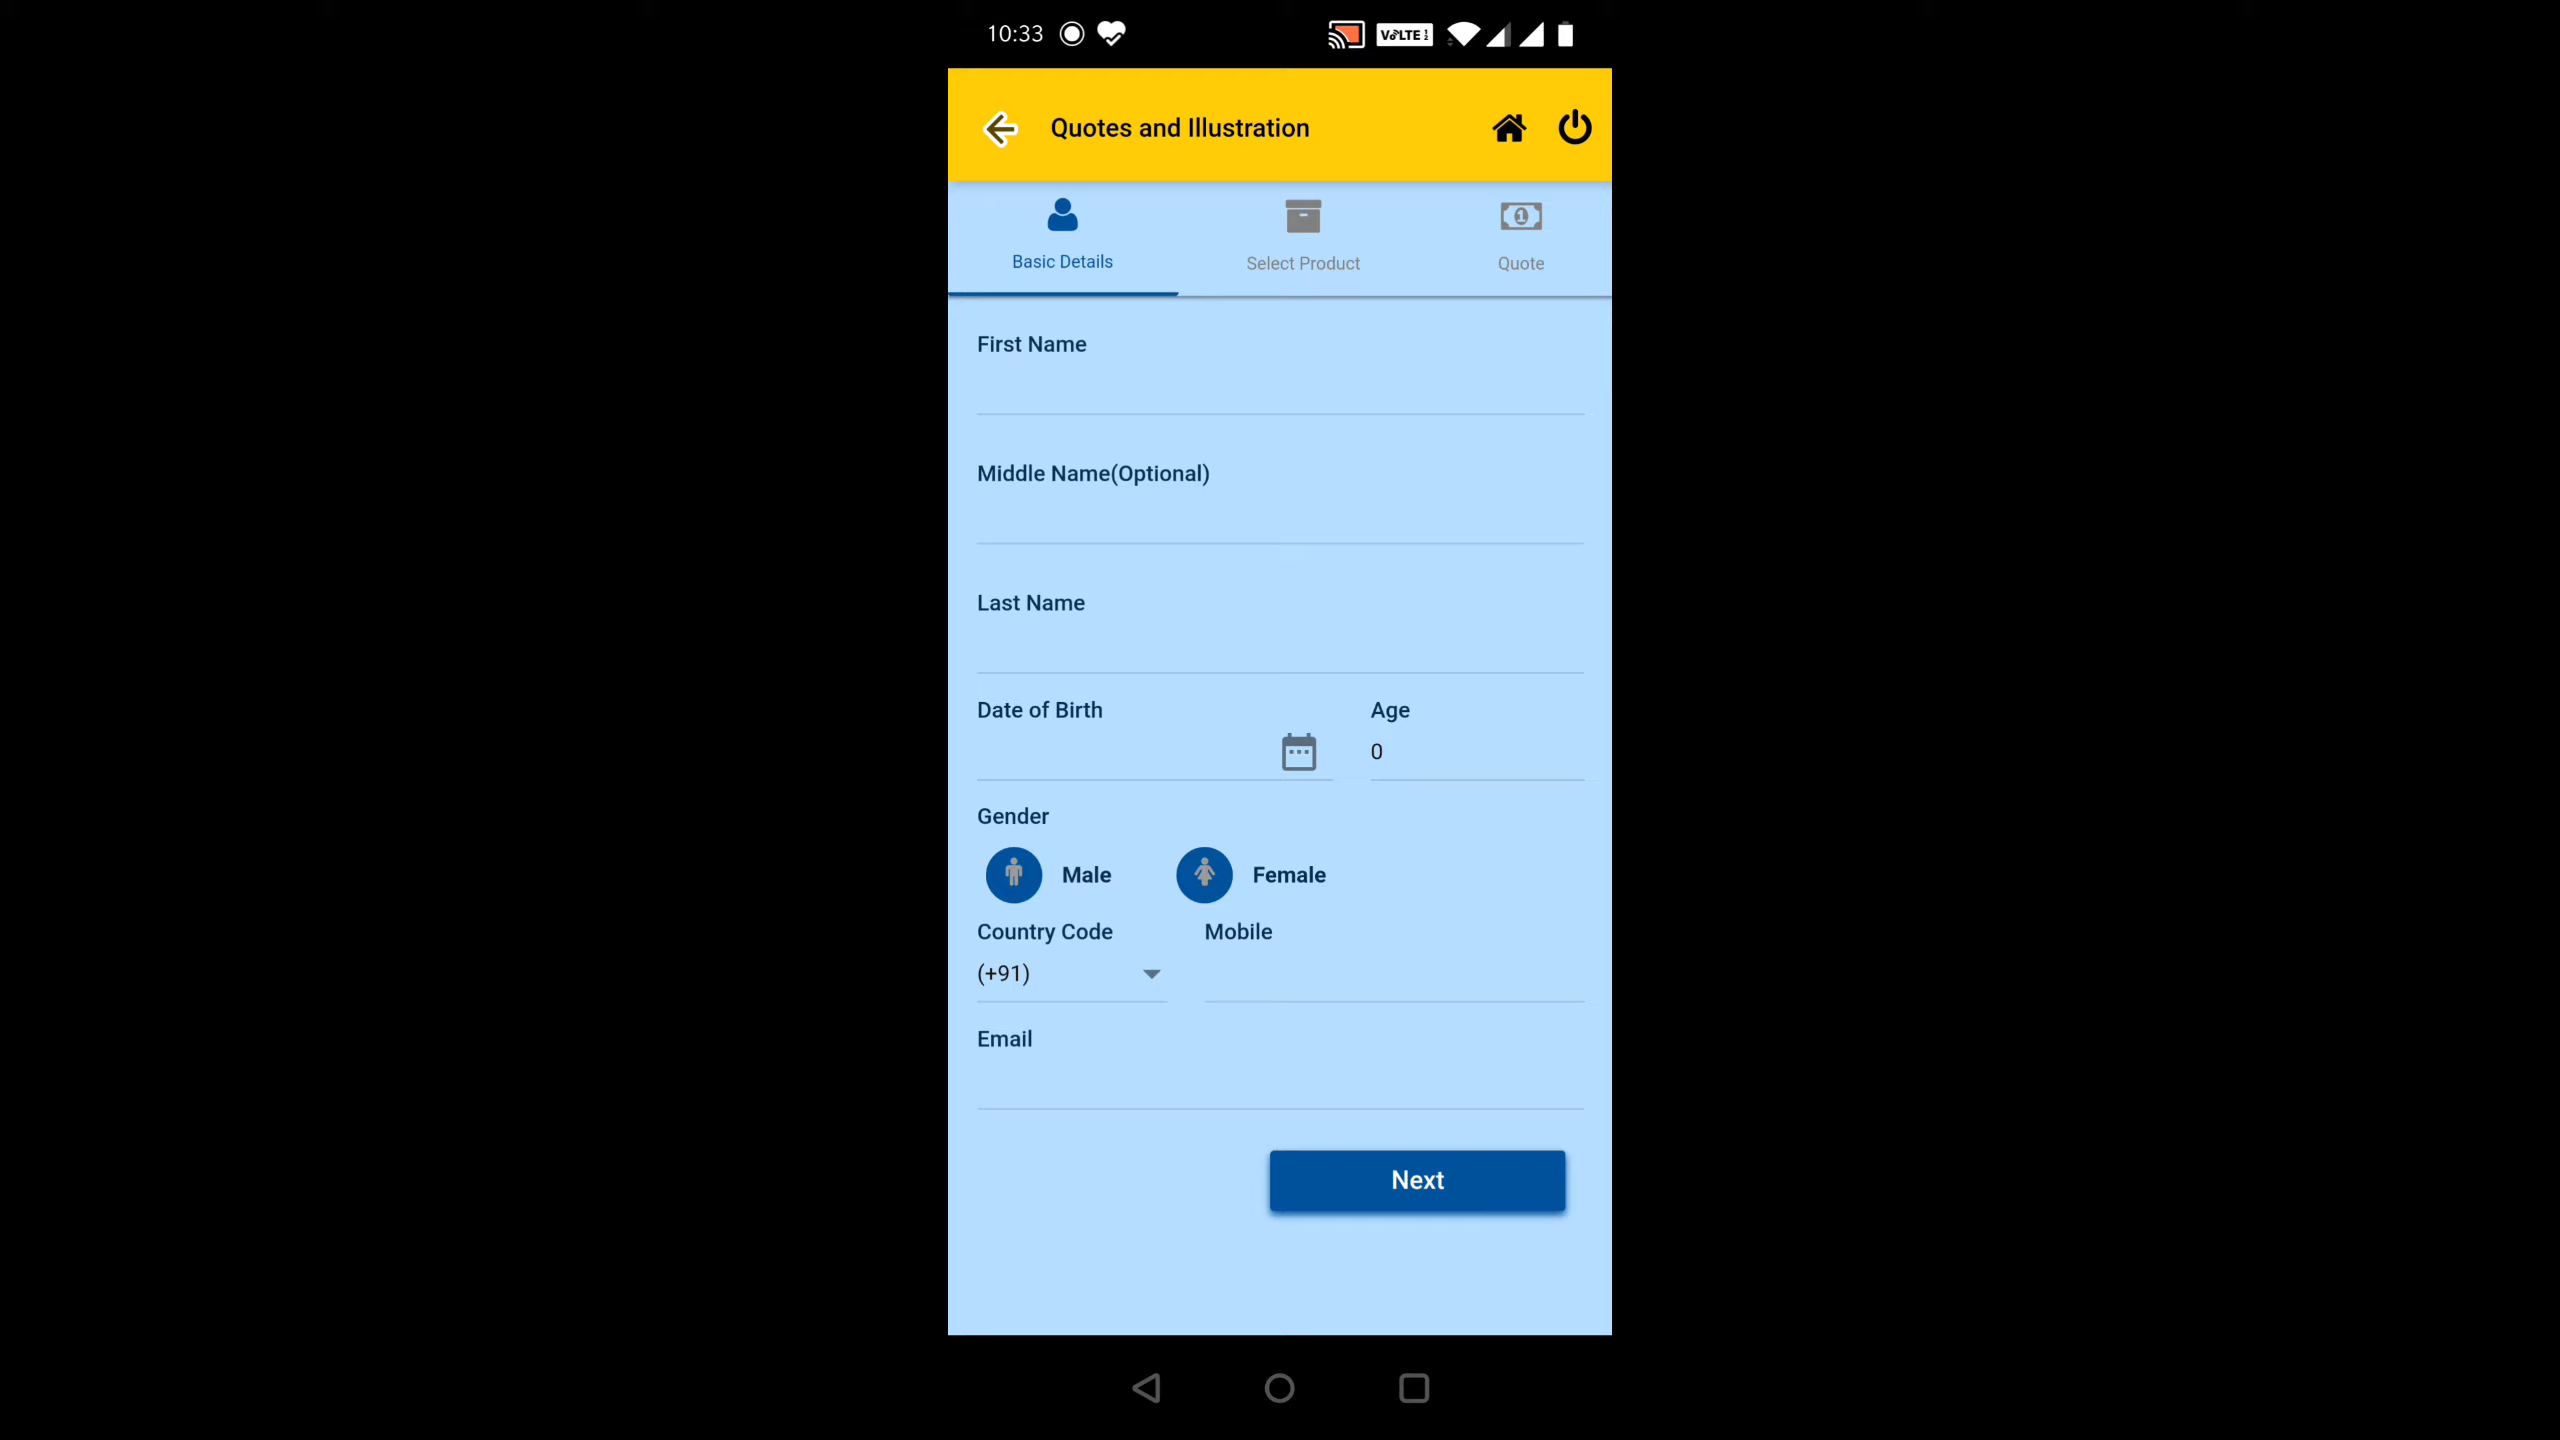 10:33 VoLTE
Quotes and Illustration
Basic Details Select Product Quote
First Name
Middle Name(Optional)
Last Name
Date of Birth Age
0
Gender
Male Female
Country Code Mobile
(+91)
Email
Next